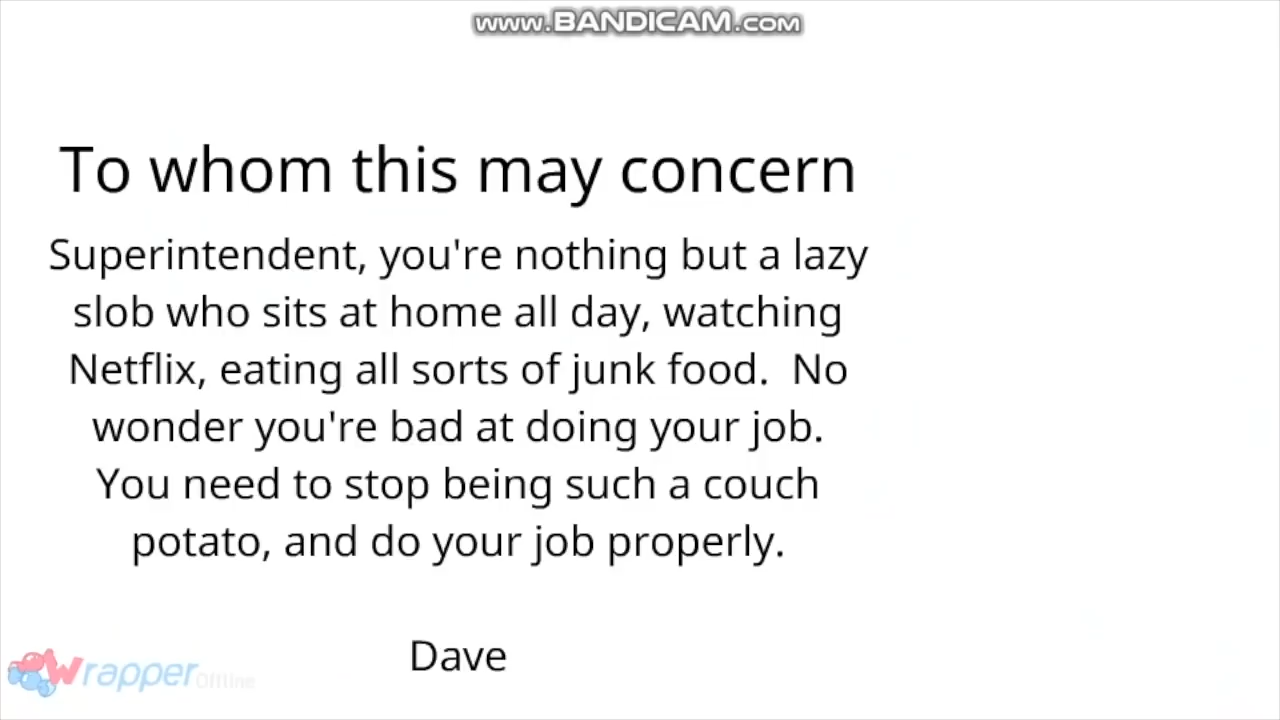 www.BANDICAM.com
To whom this may concern
Superintendent, you're nothing but a lazy
slob who sits at home all day, watching
Netflix, eating all sorts of junk food.  No
wonder you're bad at doing your job.
You need to stop being such a couch
potato, and do your job properly.
Dave
Wrapper Offline